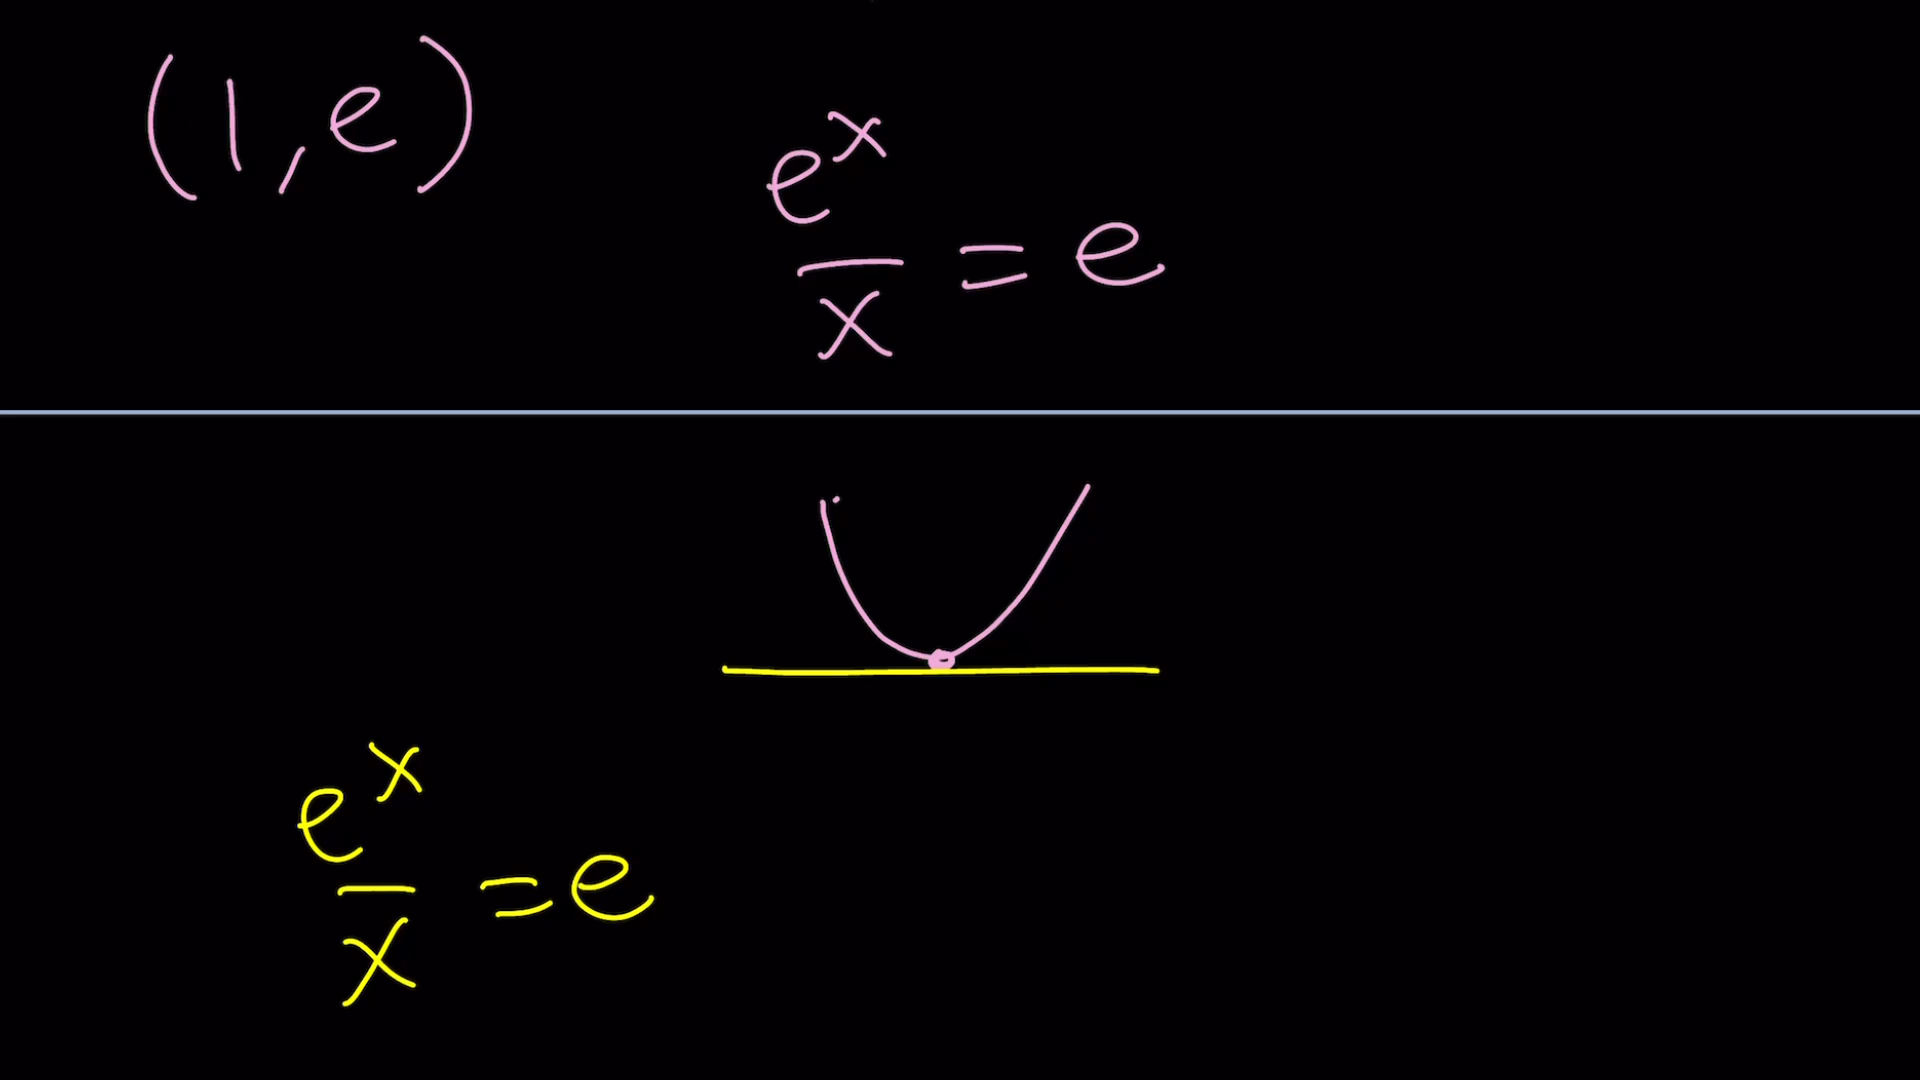 (1, e)
e^x / x = e
e^x / x = e